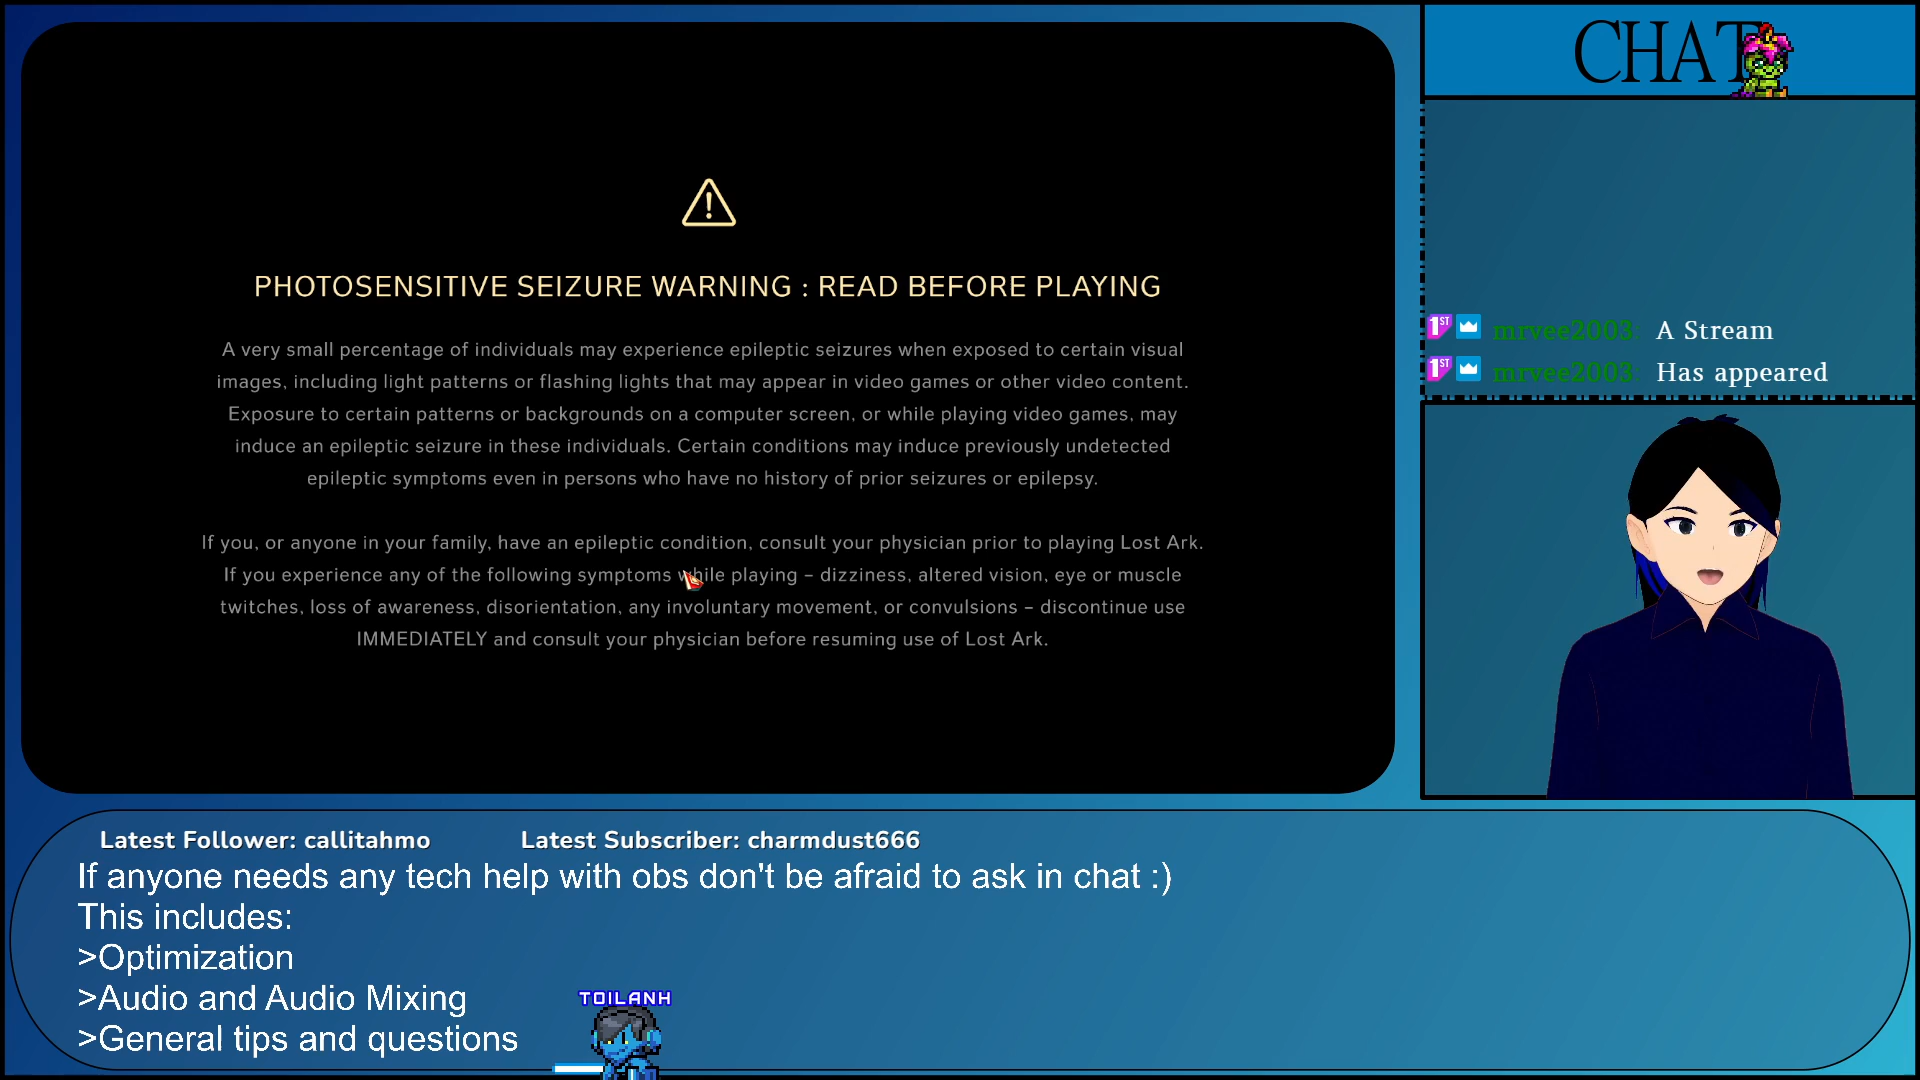 CHAT
PHOTOSENSITIVE SEIZURE WARNING : READ BEFORE PLAYING
A very small percentage of individuals may experience epileptic seizures when exposed to certain visual
images, including light patterns or flashing lights that may appear in video games or other video content.
Exposure to certain patterns or backgrounds on a computer screen, or while playing video games, may
induce an epileptic seizure in these individuals. Certain conditions may induce previously undetected
epileptic symptoms even in persons who have no history of prior seizures or epilepsy.
If you, or anyone in your family, have an epileptic condition, consult your physician prior to playing Lost Ark.
If you experience any of the following symptoms while playing – dizziness, altered vision, eye or muscle
twitches, loss of awareness, disorientation, any involuntary movement, or convulsions – discontinue use
IMMEDIATELY and consult your physician before resuming use of Lost Ark.
1ST mrvee2003: A Stream
1ST mrvee2003: Has appeared
Latest Follower: callitahmo Latest Subscriber: charmdust666
If anyone needs any tech help with obs don't be afraid to ask in chat :)
This includes:
>Optimization
>Audio and Audio Mixing
>General tips and questions
TOILANH